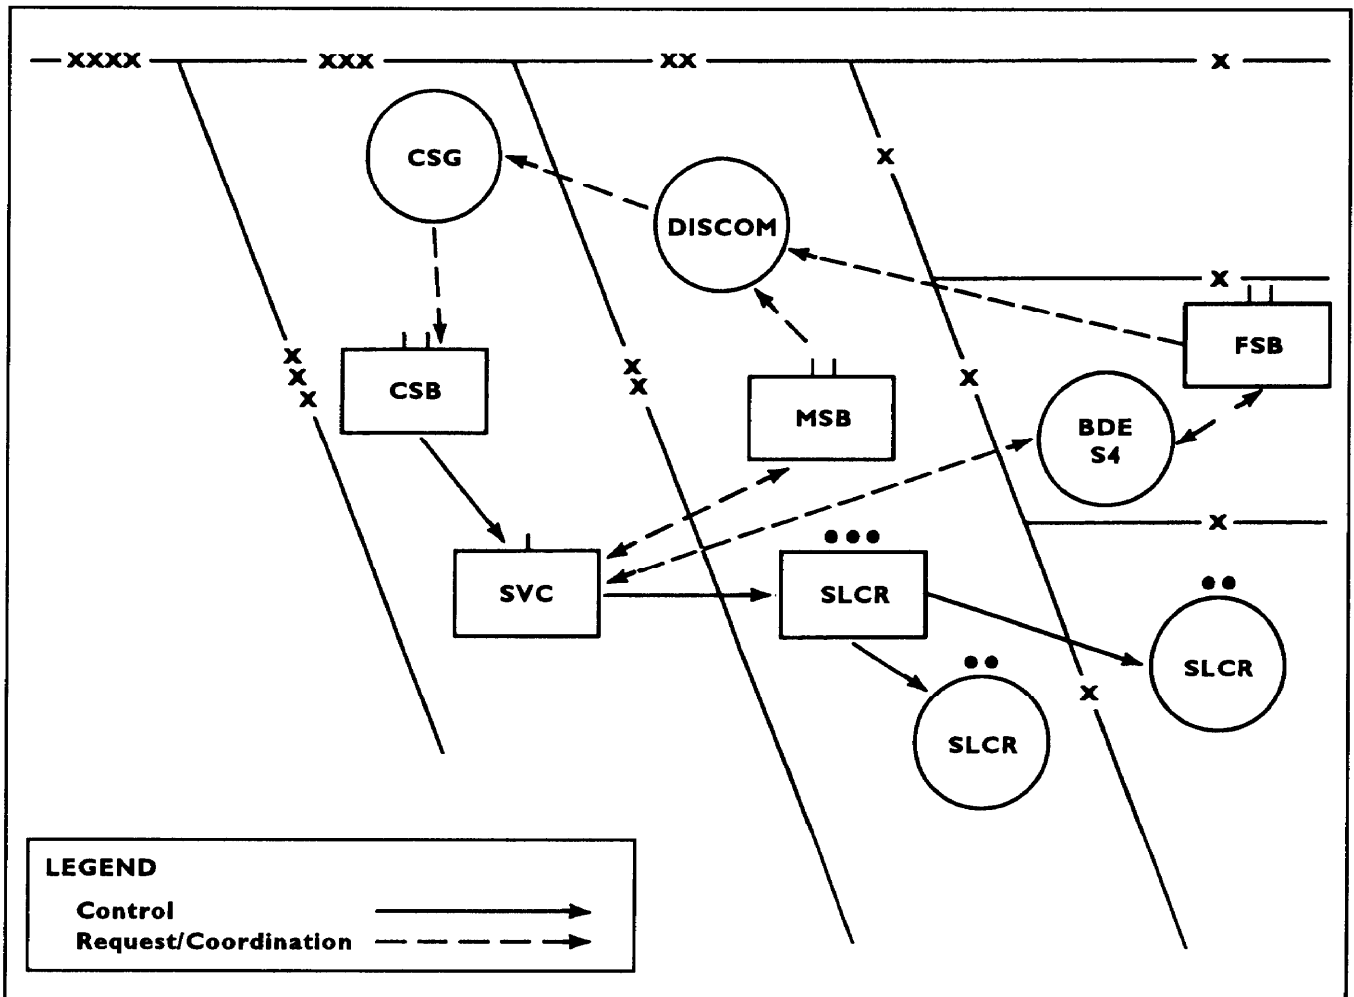 XXXX XXX XX X
CSG
X
DISCOM
X
FSB
X
X
X
X
X
X
X
CSB
MSB
BDE
S4
X
SVC
SLCR
SLCR
X
SLCR
LEGEND
Control
Request/Coordination